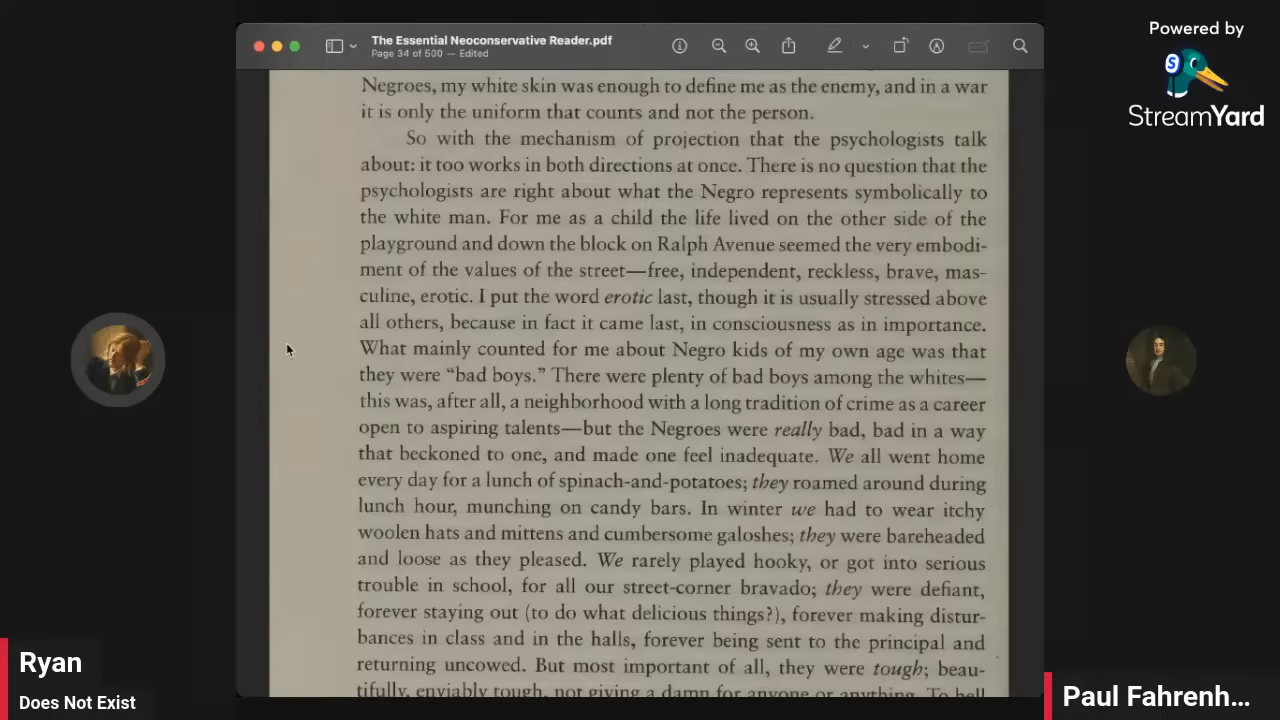 The Essential Neoconservative Reader.pdf
Page 34 of 500 — Edited
Powered by
S
StreamYard
Negroes, my white skin was enough to define me as the enemy, and in a war
it is only the uniform that counts and not the person.
So with the mechanism of projection that the psychologists talk
about: it too works in both directions at once. There is no question that the
psychologists are right about what the Negro represents symbolically to
the white man. For me as a child the life lived on the other side of the
playground and down the block on Ralph Avenue seemed the very embodi-
ment of the values of the street—free, independent, reckless, brave, mas-
culine, erotic. I put the word erotic last, though it is usually stressed above
all others, because in fact it came last, in consciousness as in importance.
What mainly counted for me about Negro kids of my own age was that
they were “bad boys.” There were plenty of bad boys among the whites—
this was, after all, a neighborhood with a long tradition of crime as a career
open to aspiring talents—but the Negroes were really bad, bad in a way
that beckoned to one, and made one feel inadequate. We all went home
every day for a lunch of spinach-and-potatoes; they roamed around during
lunch hour, munching on candy bars. In winter we had to wear itchy
woolen hats and mittens and cumbersome galoshes; they were bareheaded
and loose as they pleased. We rarely played hooky, or got into serious
trouble in school, for all our street-corner bravado; they were defiant,
forever staying out (to do what delicious things?), forever making distur-
bances in class and in the halls, forever being sent to the principal and
returning uncowed. But most important of all, they were tough; beau-
tifully, enviably tough, not giving a damn for anyone or anything. To hell
Ryan
Does Not Exist
Paul Fahrenh...